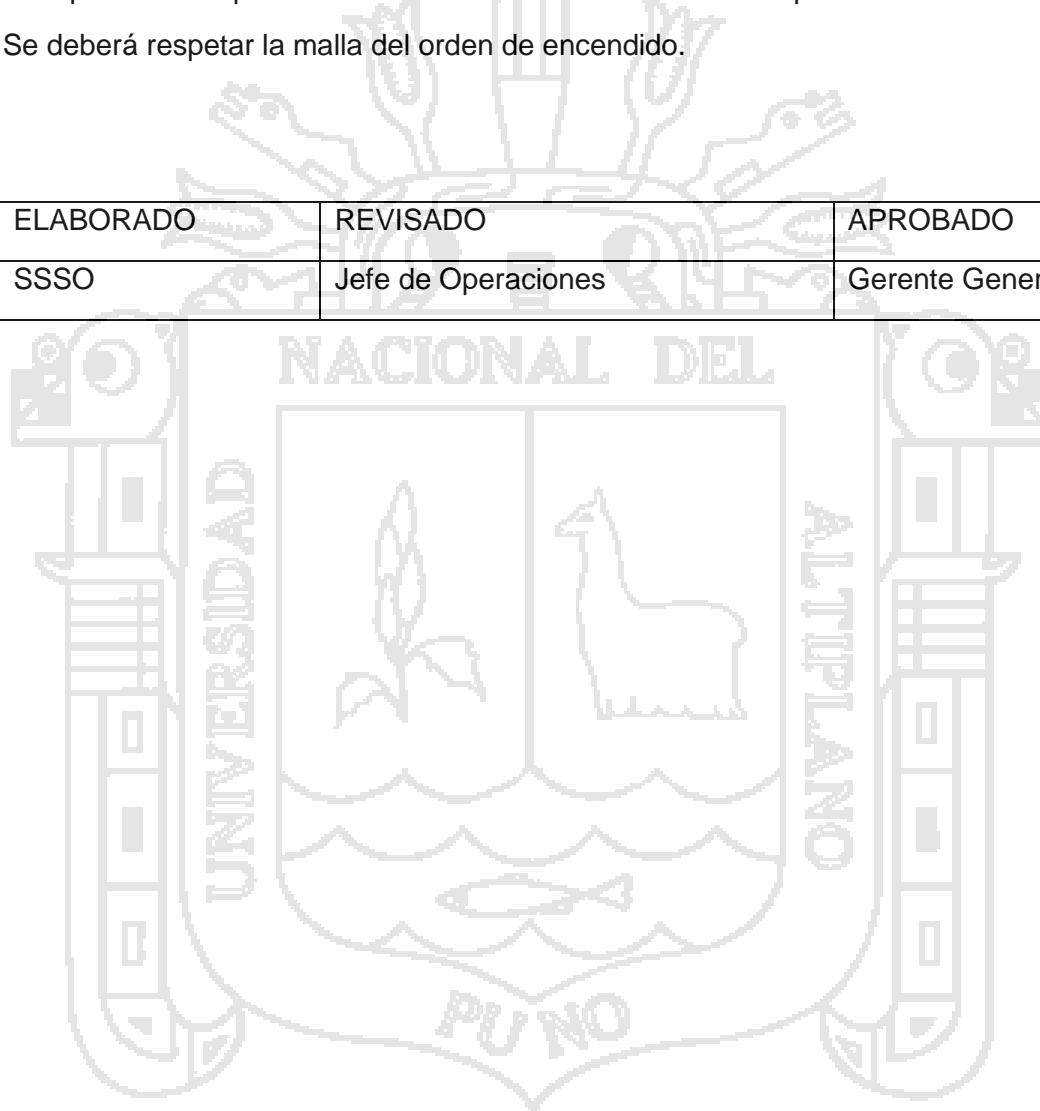 Se deberá respetar la malla del orden de encendido.
ELABORADO REVISADO APROBADO
SSSO Jefe de Operaciones Gerente
NACIONAL DEL
UNIVERSIDAD
ALTIPLANO
PUNO